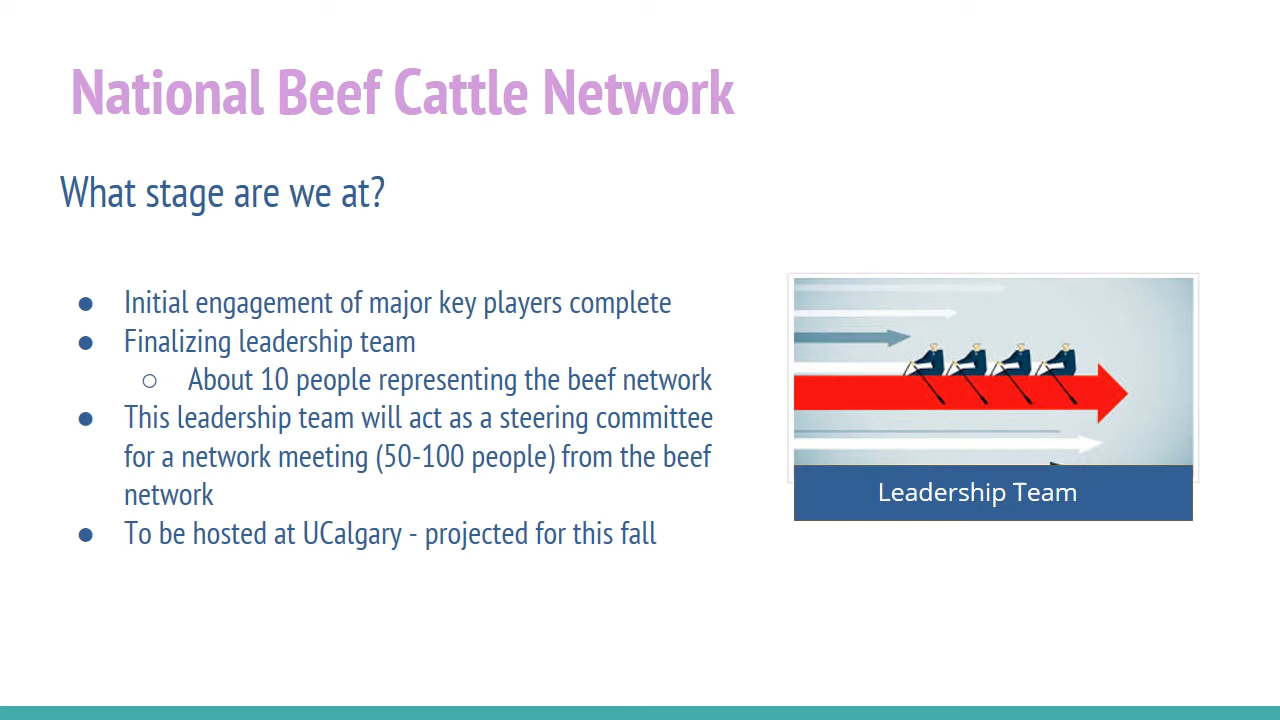 National Beef Cattle Network
What stage are we at?
● Initial engagement of major key players complete
● Finalizing leadership team
○ About 10 people representing the beef network
● This leadership team will act as a steering committee
for a network meeting (50-100 people) from the beef
network
● To be hosted at UCalgary - projected for this fall
Leadership Team